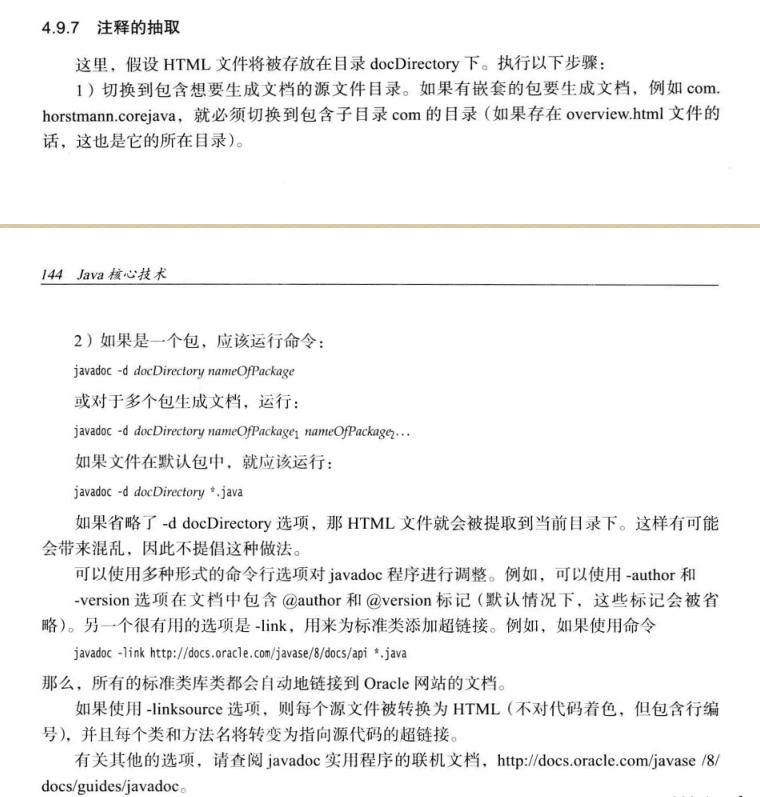 4.9.7 注释的抽取
这里，假设 HTML 文件将被存放在目录 docDirectory 下。执行以下步骤：
1）切换到包含想要生成文档的源文件目录。如果有嵌套的包要生成文档，例如 com.
horstmann.corejava，就必须切换到包含子目录 com 的目录（如果存在 overview.html 文件的
话，这也是它的所在目录）。
144 Java 核心技术
2）如果是一个包，应该运行命令：
javadoc -d docDirectory nameOfPackage
或对于多个包生成文档，运行：
javadoc -d docDirectory nameOfPackage1 nameOfPackage2...
如果文件在默认包中，就应该运行：
javadoc -d docDirectory *.java
如果省略了 -d docDirectory 选项，那 HTML 文件就会被提取到当前目录下。这样有可能
会带来混乱，因此不提倡这种做法。
可以使用多种形式的命令行选项对 javadoc 程序进行调整。例如，可以使用 -author 和
-version 选项在文档中包含 @author 和 @version 标记（默认情况下，这些标记会被省
略）。另一个很有用的选项是 -link，用来为标准类添加超链接。例如，如果使用命令
javadoc -link http://docs.oracle.com/javase/8/docs/api *.java
那么，所有的标准类库类都会自动地链接到 Oracle 网站的文档。
如果使用 -linksource 选项，则每个源文件被转换为 HTML（不对代码着色，但包含行编
号），并且每个类和方法名将转变为指向源代码的超链接。
有关其他的选项，请查阅 javadoc 实用程序的联机文档，http://docs.oracle.com/javase /8/
docs/guides/javadoc。